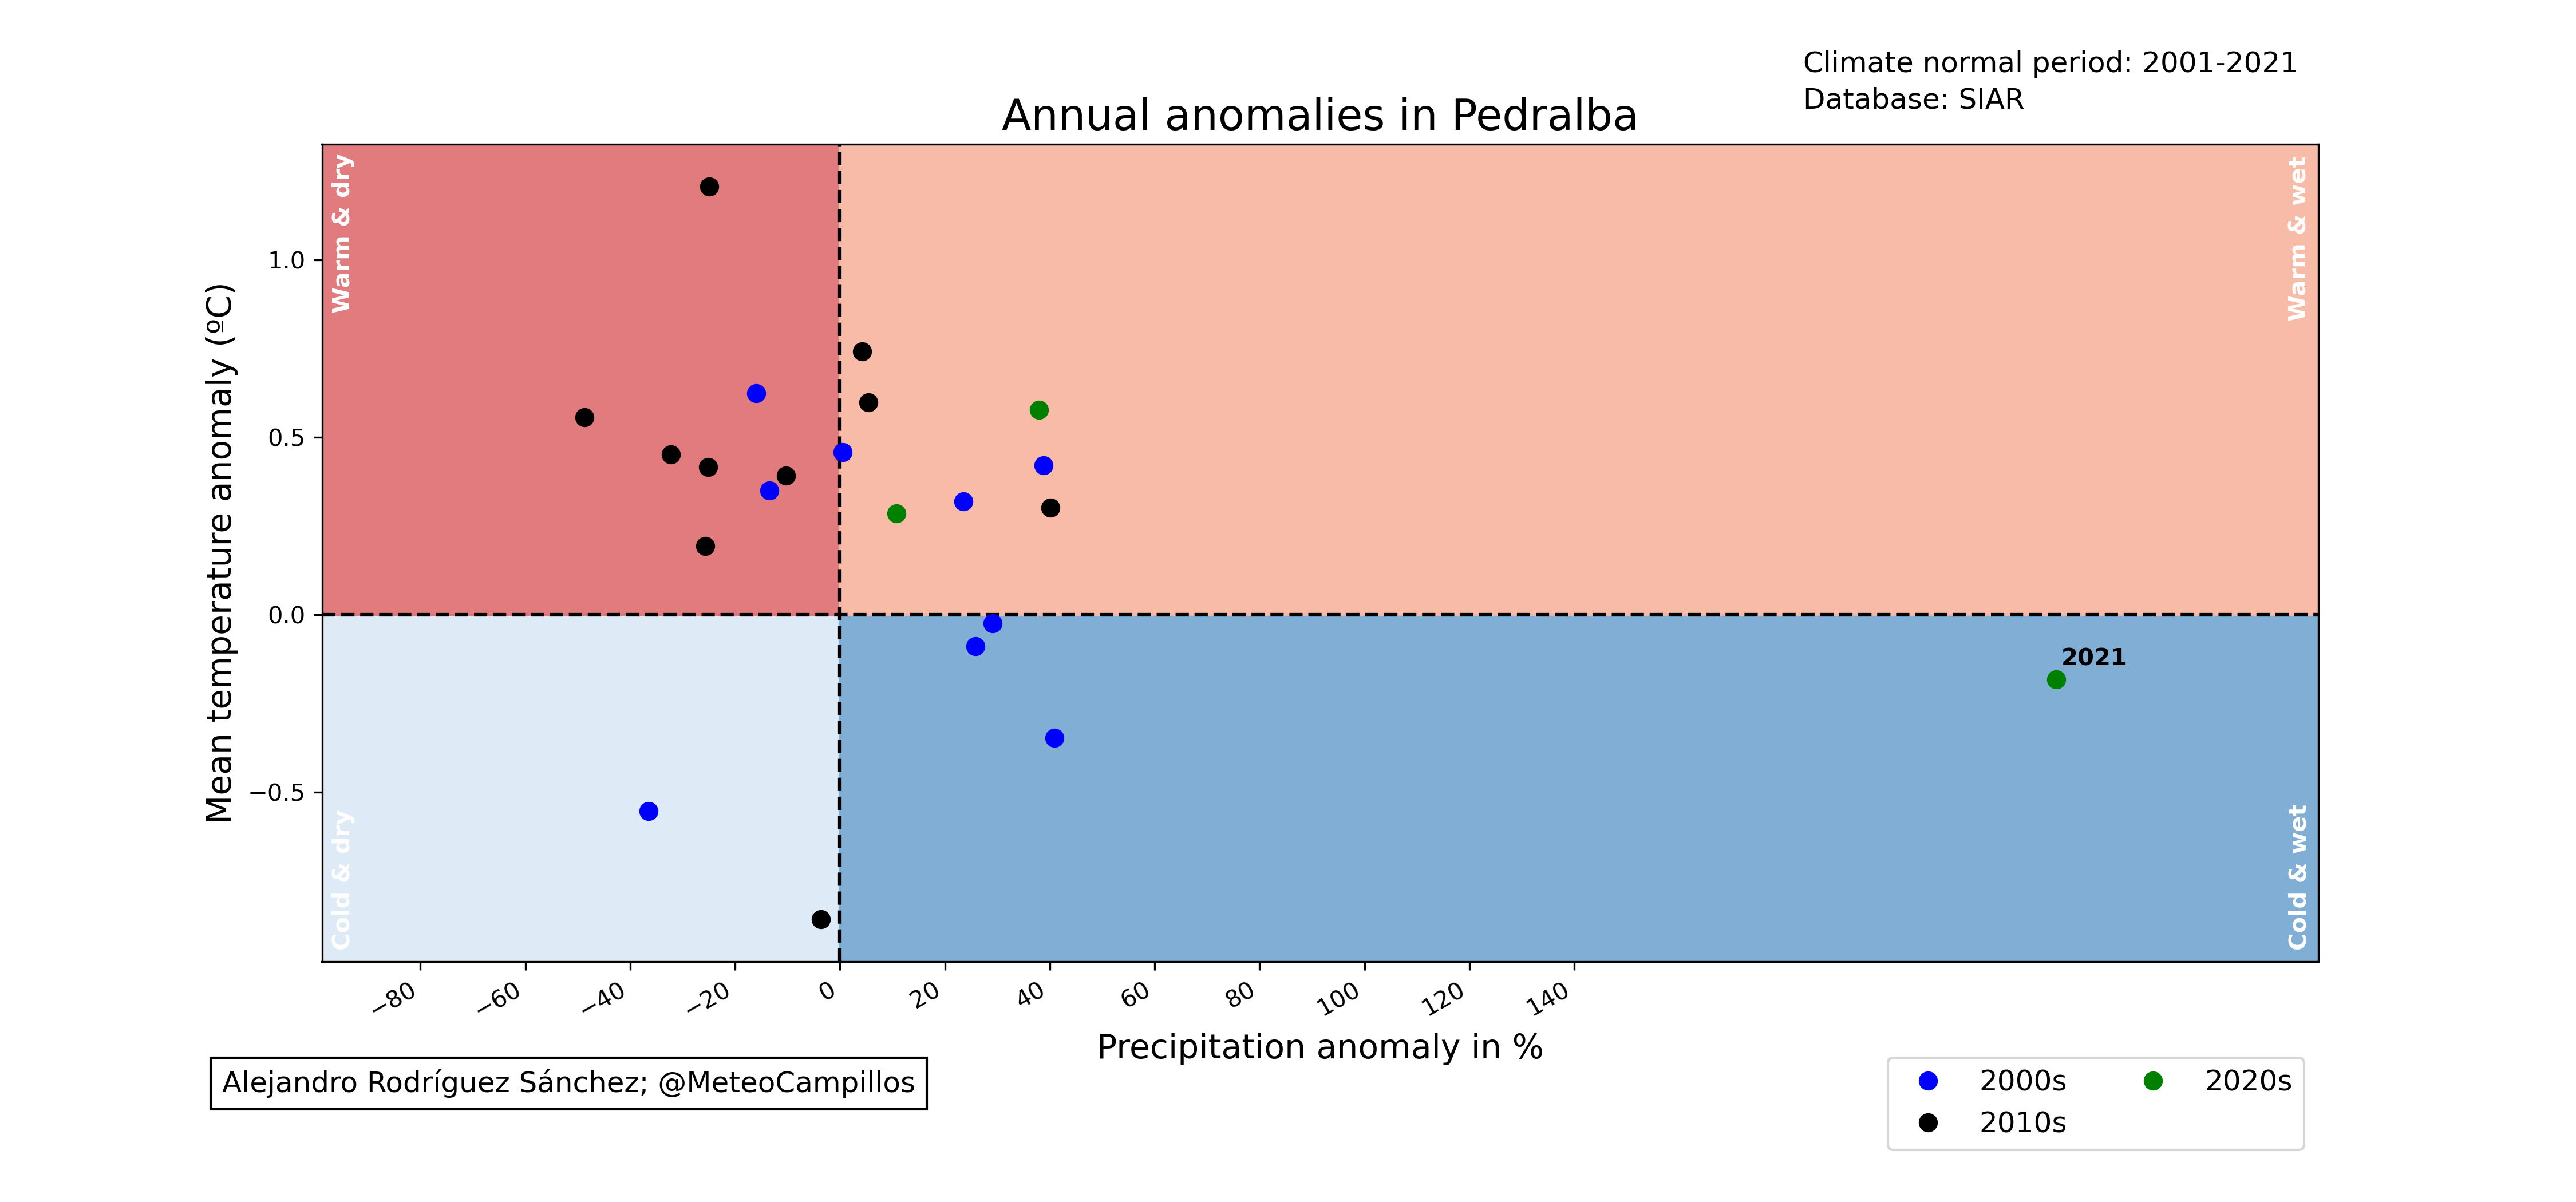 Climate normal period: 2001-2021
Database: SIAR
Annual anomalies in Pedralba
Warm & dry
Warm & wet
Mean temperature anomaly (ºC)
1.0
0.5
0.0
−0.5
2021
Cold & dry
Cold & wet
−80
−60
−40
−20
0
20
40
60
80
100
120
140
Precipitation anomaly in %
Alejandro Rodríguez Sánchez; @MeteoCampillos
2000s
2010s
2020s